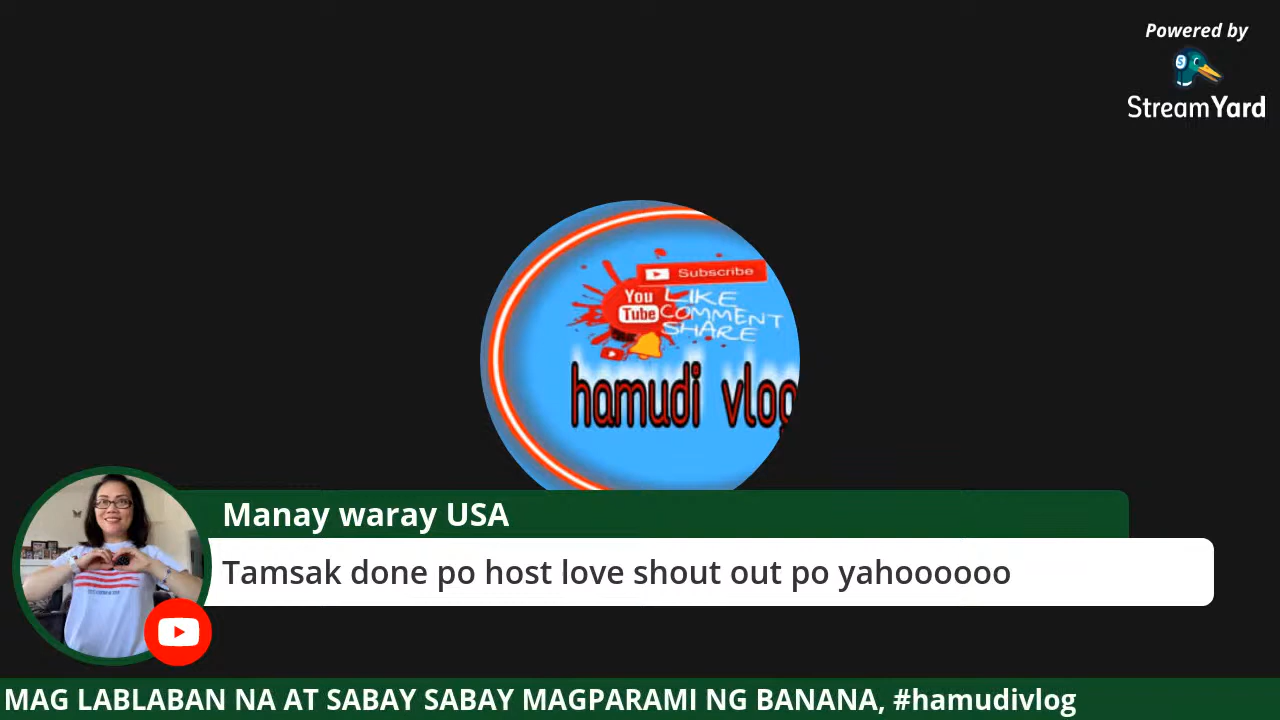 Powered by
StreamYard
Subscribe
You
Tube
LIKE
COMMENT
SHARE
hamudi vlog
Manay waray USA
Tamsak done po host love shout out po yahoooooo
MAG LABLABAN NA AT SABAY SABAY MAGPARAMI NG BANANA, #hamudivlog